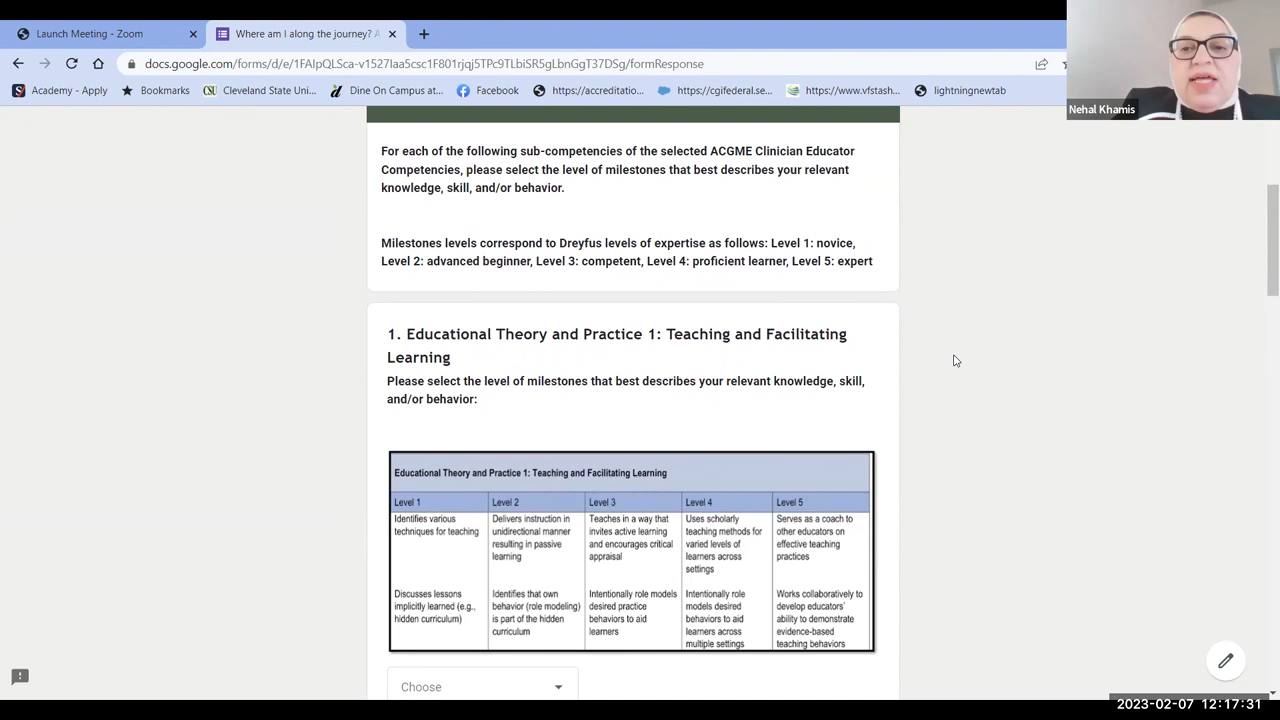 Launch Meeting - Zoom
Where am I along the journey? A
docs.google.com/forms/d/e/1FAIpQLSca-v1527Iaa5csc1F801rjqj5TPc9TLbiSR5gLbnGgT37DSg/formResponse
Academy - Apply Bookmarks Cleveland State Uni... Dine On Campus at... Facebook https://accreditatio... https://cgifederal.se... https://www.vfstash... lightningnewtab
Nehal Khamis
For each of the following sub-competencies of the selected ACGME Clinician Educator
Competencies, please select the level of milestones that best describes your relevant
knowledge, skill, and/or behavior.
Milestones levels correspond to Dreyfus levels of expertise as follows: Level 1: novice,
Level 2: advanced beginner, Level 3: competent, Level 4: proficient learner, Level 5: expert
1. Educational Theory and Practice 1: Teaching and Facilitating
Learning
Please select the level of milestones that best describes your relevant knowledge, skill,
and/or behavior:
Educational Theory and Practice 1: Teaching and Facilitating Learning
Level 1
Level 2
Level 3
Level 4
Level 5
Identifies various
techniques for teaching
Delivers instruction in
unidirectional manner
resulting in passive
learning
Teaches in a way that
invites active learning
and encourages critical
appraisal
Uses scholarly
teaching methods for
varied levels of
learners across
settings
Serves as a coach to
other educators on
effective teaching
practices
Discusses lessons
implicitly learned (e.g.,
hidden curriculum)
Identifies that own
behavior (role modeling)
is part of the hidden
curriculum
Intentionally role models
desired practice
behaviors to aid
learners
Intentionally role
models desired
behaviors to aid
learners across
multiple settings
Works collaboratively to
develop educators'
ability to demonstrate
evidence-based
teaching behaviors
Choose
2023-02-07 12:17:31